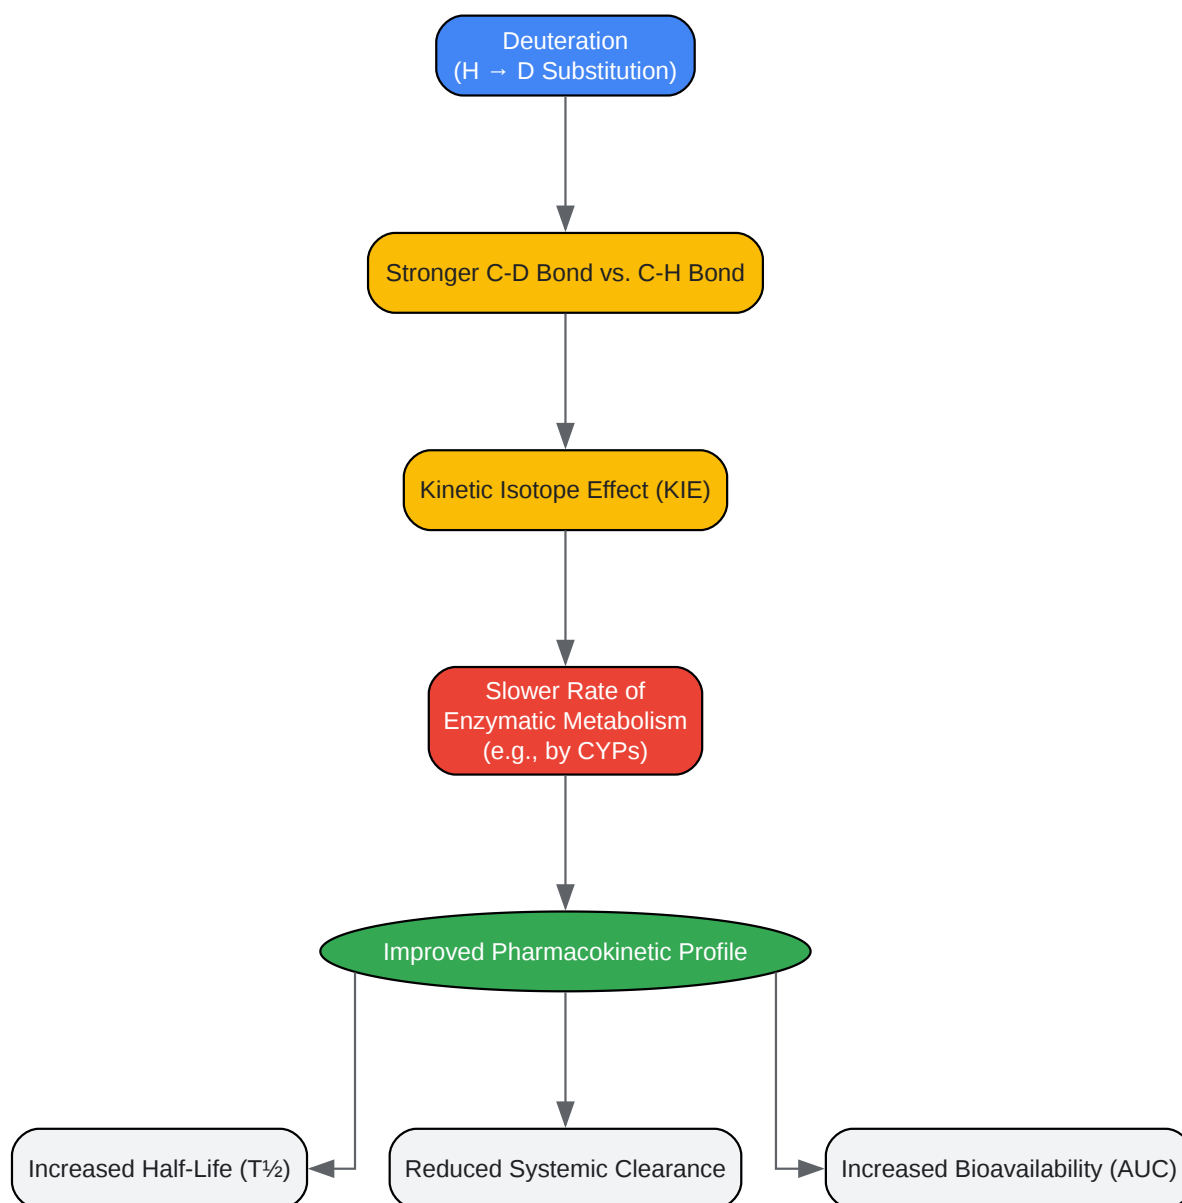 Deuteration
(H → D Substitution)
Stronger C-D Bond vs. C-H Bond
Kinetic Isotope Effect (KIE)
Slower Rate of
Enzymatic Metabolism
(e.g., by CYPs)
Improved Pharmacokinetic Profile
Increased Half-Life (T½)
Reduced Systemic Clearance
Increased Bioavailability (AUC)